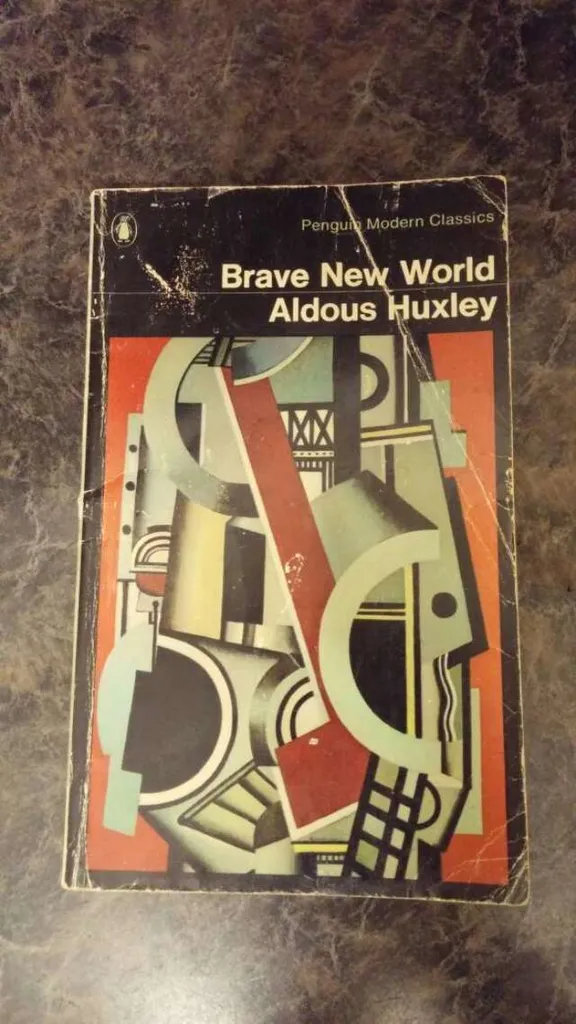 Penguin Modern Classics
Brave New World
Aldous Huxley